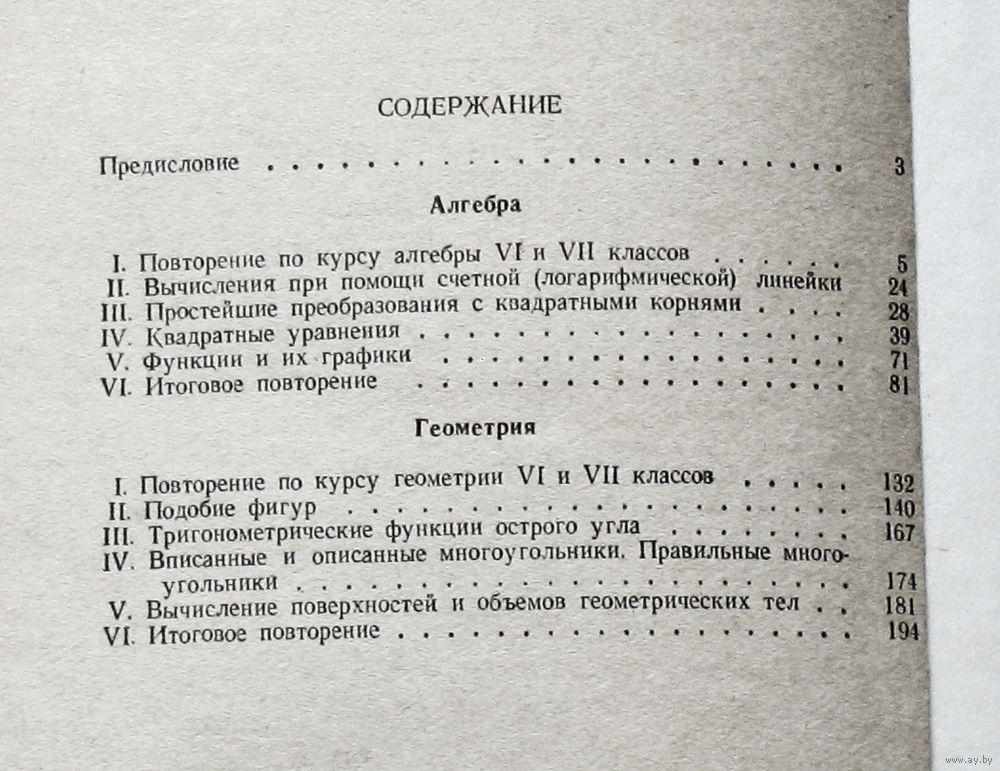 СОДЕРЖАНИЕ
Предисловие . . . . . . . . . . . . . . . . . . . . . . . . 3
Алгебра
I. Повторение по курсу алгебры VI и VII классов . . . . . . 5
II. Вычисления при помощи счетной (логарифмической) линейки 24
III. Простейшие преобразования с квадратными корнями . . . . 28
IV. Квадратные уравнения . . . . . . . . . . . . . . . . . . 39
V. Функции и их графики . . . . . . . . . . . . . . . . . 71
VI. Итоговое повторение . . . . . . . . . . . . . . . . . . 81
Геометрия
I. Повторение по курсу геометрии VI и VII классов . . . . . 132
II. Подобие фигур . . . . . . . . . . . . . . . . . . . . . 140
III. Тригонометрические функции острого угла . . . . . . . . 167
IV. Вписанные и описанные многоугольники. Правильные много-
угольники . . . . . . . . . . . . . . . . . . . . . . . 174
V. Вычисление поверхностей и объемов геометрических тел . . 181
VI. Итоговое повторение . . . . . . . . . . . . . . . . . . 194
www.ay.by